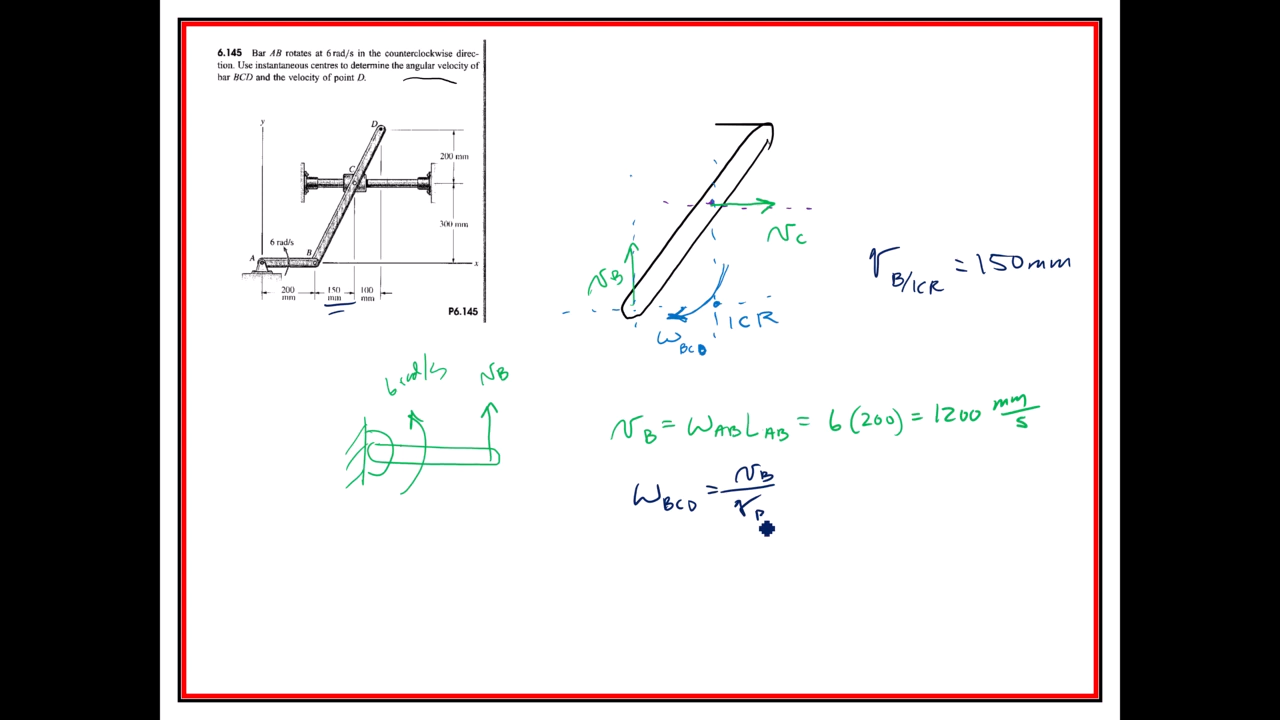 6.145 Bar AB rotates at 6 rad/s in the counterclockwise direc-
tion. Use instantaneous centres to determine the angular velocity of
bar BCD and the velocity of point D.
y
D
200 mm
C
300 mm
6 rad/s
A
B
x
200 mm
150 mm
100 mm
P6.145
v_C
v_B
ω_BCD
ICR
r_B/ICR = 150 mm
6 rad/s
v_B
v_B = ω_AB L_AB = 6 (200) = 1200 mm/s
ω_BCD = v_B / r_B